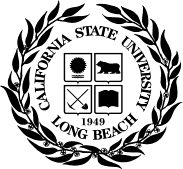 CALIFORNIA STATE UNIVERSITY
LONG BEACH
1949